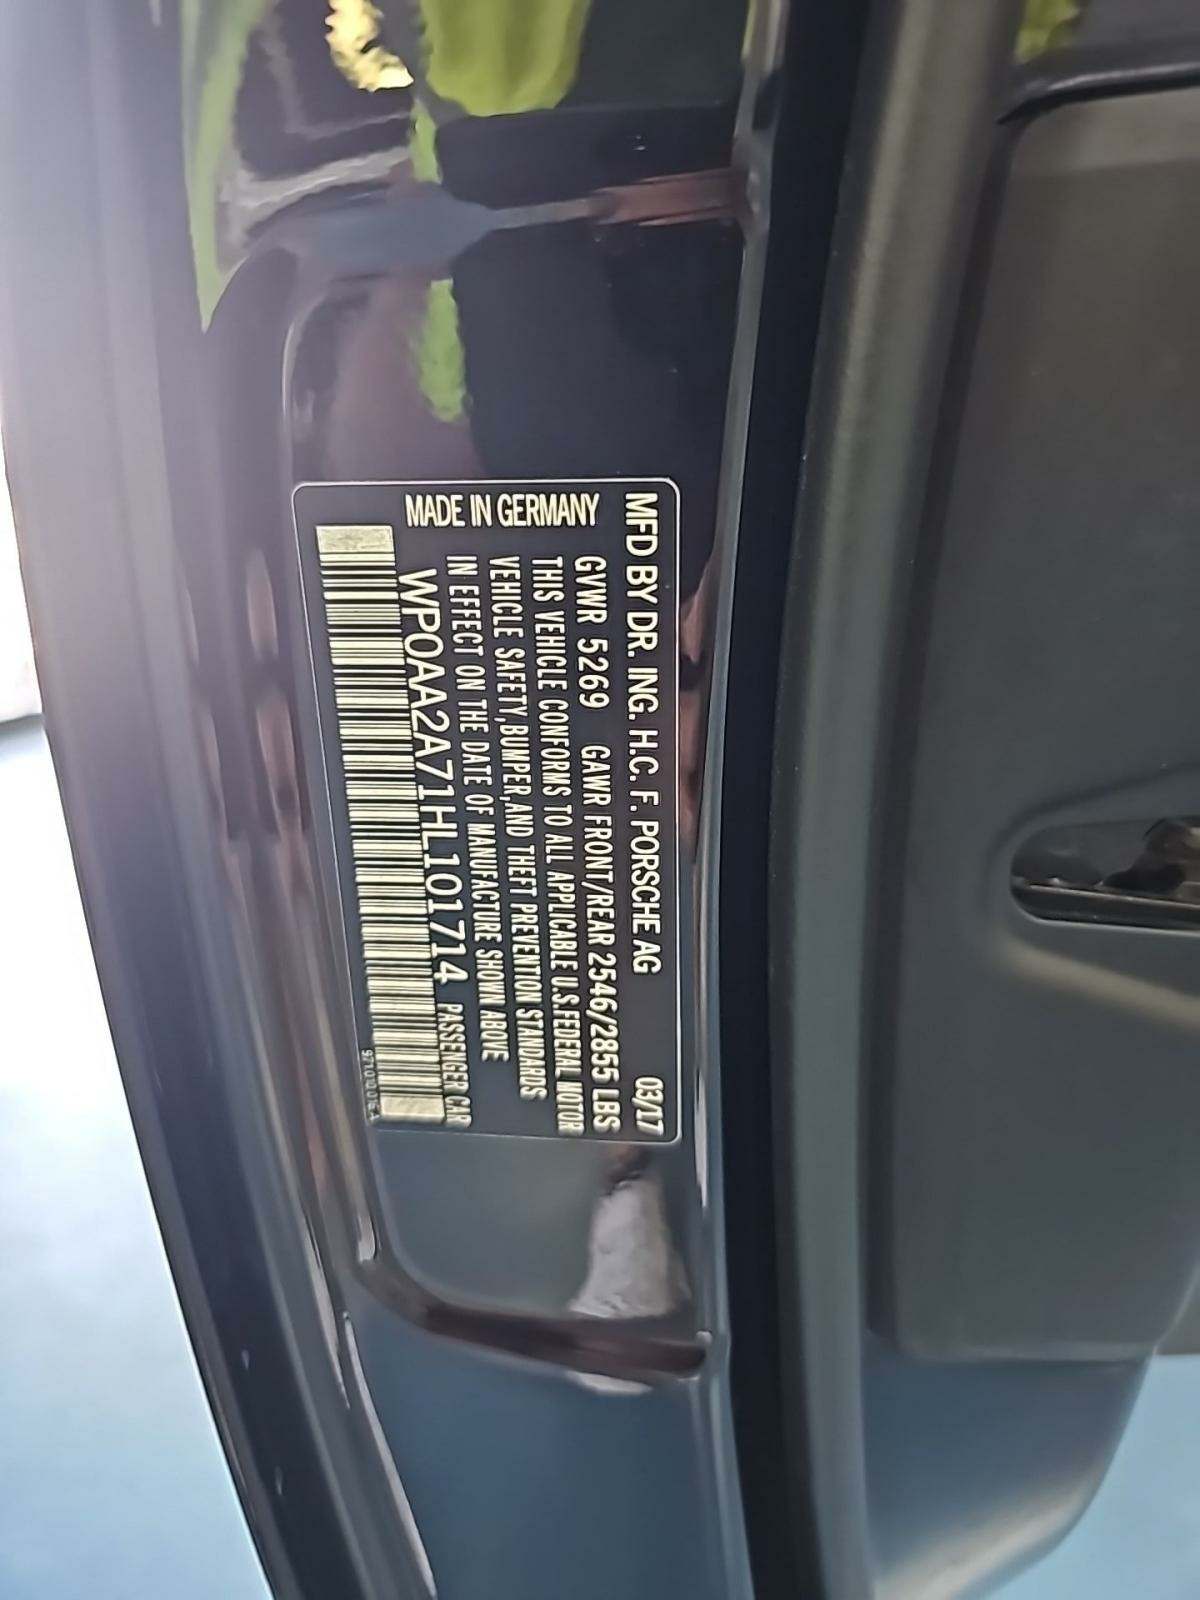 MFD BY DR. ING. H.C. F. PORSCHE AG 03/17
GVWR 5269 GAWR FRONT/REAR 2546/2855 LBS
THIS VEHICLE CONFORMS TO ALL APPLICABLE U.S.FEDERAL MOTOR
VEHICLE SAFETY,BUMPER,AND THEFT PREVENTION STANDARDS
IN EFFECT ON THE DATE OF MANUFACTURE SHOWN ABOVE
WP0AA2A71HL101714 PASSENGER CAR
MADE IN GERMANY